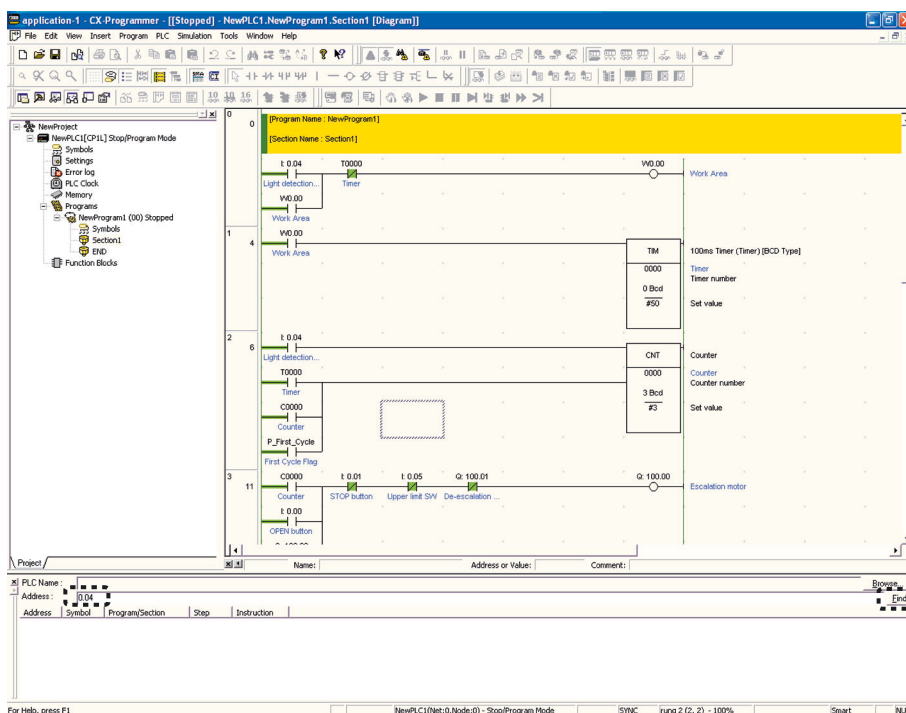 application-1 - CX-Programmer - [[Stopped] - NewPLC1.NewProgram1.Section1 [Diagram]]
File Edit View Insert Program PLC Simulation Tools Window Help
10 10 16
NewProject
NewPLC1[CP1L] Stop/Program Mode
Symbols
Settings
Error log
PLC Clock
Memory
Programs
NewProgram1 (00) Stopped
Symbols
Section1
END
Function Blocks
Project
0
0
[Program Name : NewProgram1]
[Section Name : Section1]
I: 0.04 T0000 W0.00
Light detection... Timer Work Area
W0.00
Work Area
1
4
W0.00
Work Area
TIM 100ms Timer (Timer) [BCD Type]
0000 Timer
Timer number
0 Bcd
#50 Set value
2
6
I: 0.04
Light detection...
CNT Counter
T0000 0000 Counter
Timer Counter number
3 Bcd
C0000 #3 Set value
Counter
P_First_Cycle
First Cycle Flag
3
11
C0000 I: 0.01 I: 0.05 Q: 100.01 Q: 100.00
Counter STOP button Upper limit SW De-escalation ... Escalation motor
I: 0.00
OPEN button
Name: Address or Value: Comment:
PLC Name : Browse...
Address : 0.04 Find
Address Symbol Program/Section Step Instruction
For Help, press F1 NewPLC1(Net:0,Node:0) - Stop/Program Mode SYNC rung 2 (2, 2) - 100% Smart NU